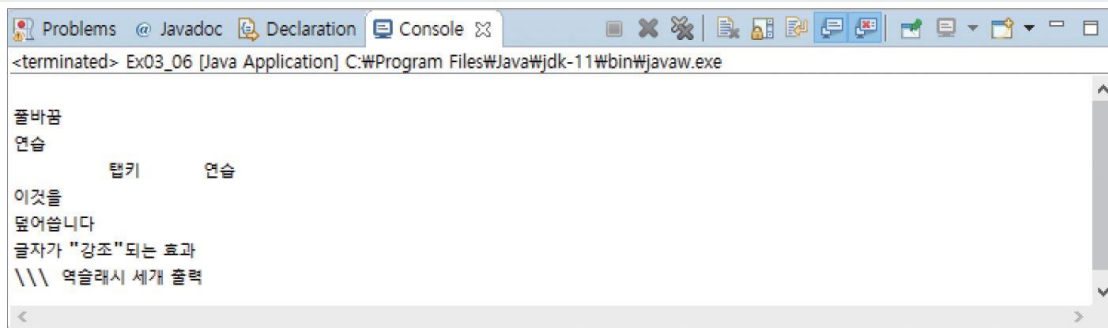 Problems @ Javadoc Declaration Console
<terminated> Ex03_06 [Java Application] C:₩Program Files₩Java₩jdk-11₩bin₩javaw.exe
줄바꿈
연습
탭키 연습
이것을
덮어씁니다
글자가 "강조"되는 효과
\\\ 역슬래시 세개 출력